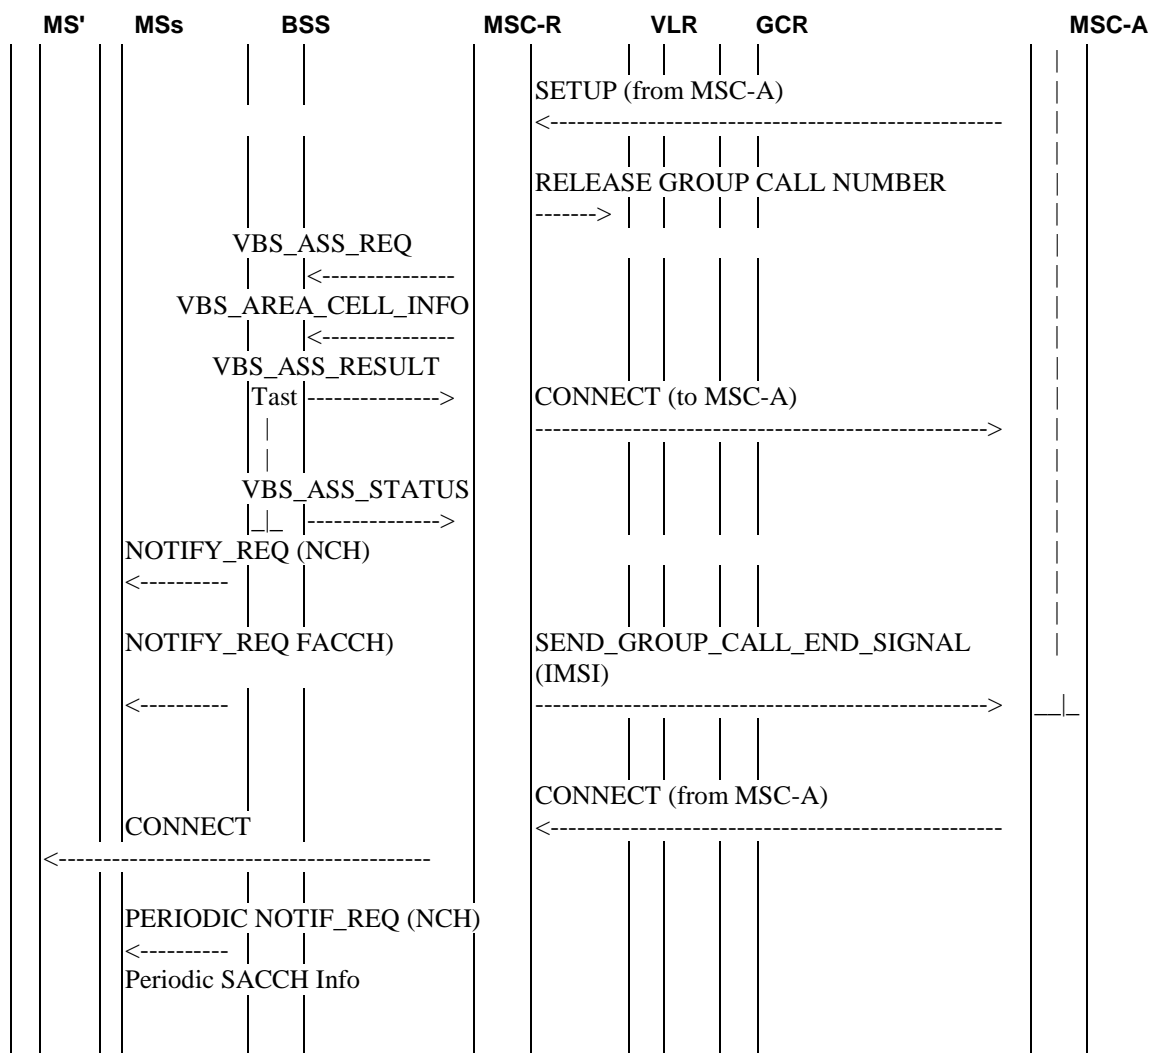 MS' MSs BSS MSC-R VLR GCR MSC-A
SETUP (from MSC-A)
RELEASE GROUP CALL NUMBER
VBS_ASS_REQ
VBS_AREA_CELL_INFO
VBS_ASS_RESULT
Tast CONNECT (to MSC-A)
VBS_ASS_STATUS
NOTIFY_REQ (NCH)
NOTIFY_REQ FACCH) SEND_GROUP_CALL_END_SIGNAL
(IMSI)
CONNECT (from MSC-A)
CONNECT
PERIODIC NOTIF_REQ (NCH)
Periodic SACCH Info